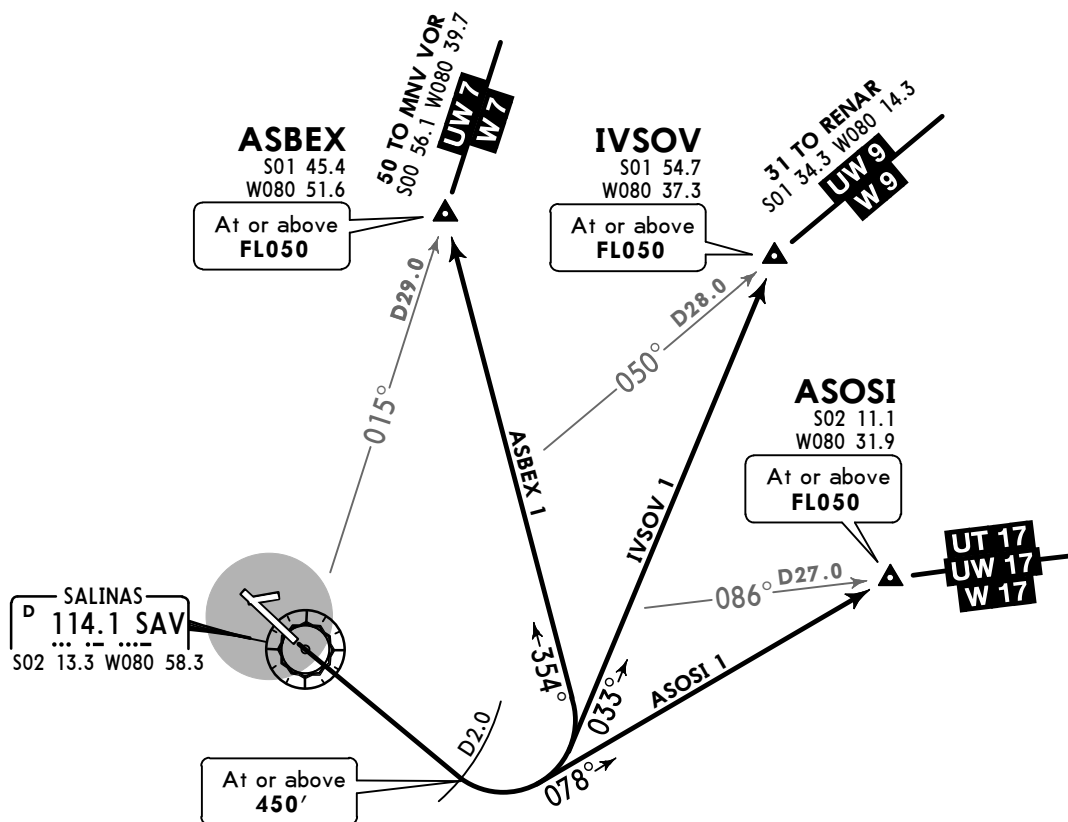 50 TO MNV VOR
S00 56.1 W080 39.7
UW 7
W 7
ASBEX
S01 45.4
W080 51.6
At or above
FL050
31 TO RENAR
S01 34.3 W080 14.3
UW 9
W 9
IVSOV
S01 54.7
W080 37.3
At or above
FL050
D29.0
015°
D28.0
050°
ASOSI
S02 11.1
W080 31.9
At or above
FL050
UT 17
UW 17
W 17
086° D27.0
ASBEX 1
IVSOV 1
ASOSI 1
SALINAS
D 114.1 SAV
S02 13.3 W080 58.3
354°
033°
078°
D2.0
At or above
450'